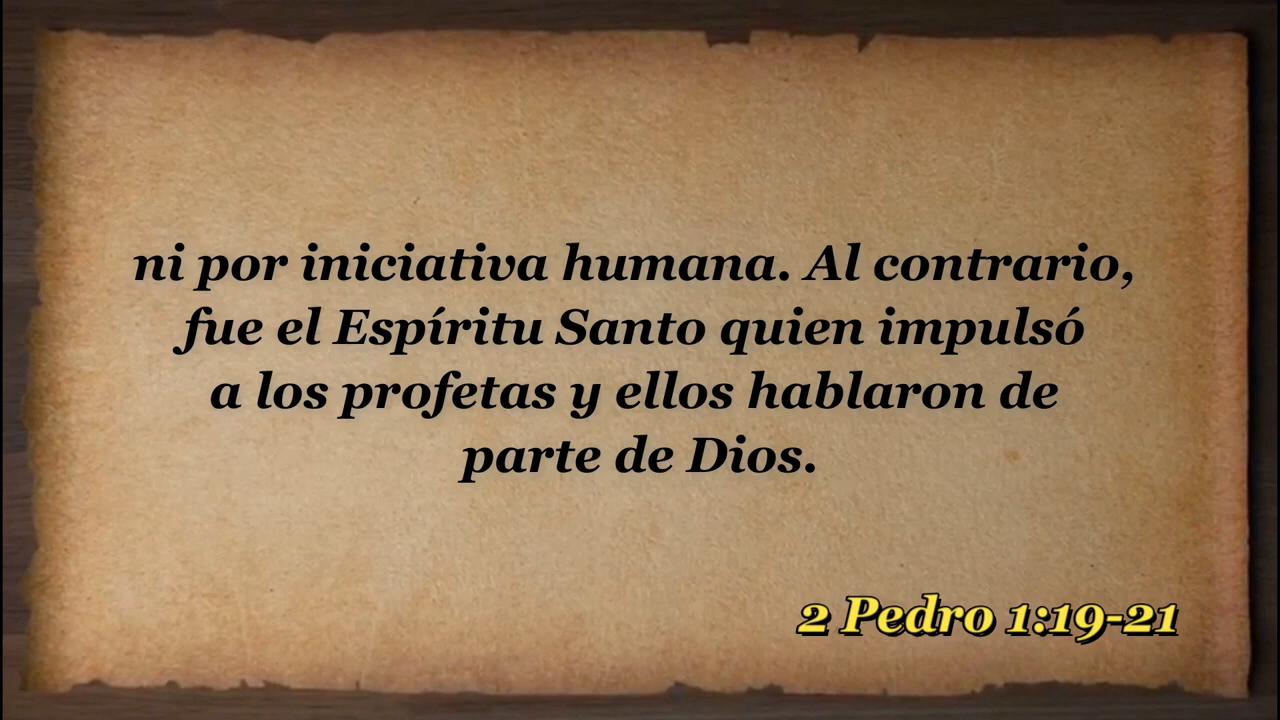 ni por iniciativa humana. Al contrario,
fue el Espíritu Santo quien impulsó
a los profetas y ellos hablaron de
parte de Dios.
2 Pedro 1:19-21